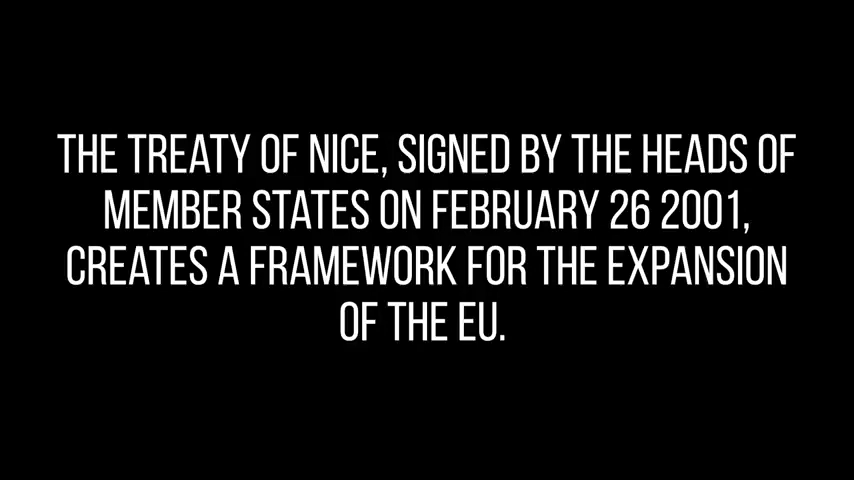 THE TREATY OF NICE, SIGNED BY THE HEADS OF
MEMBER STATES ON FEBRUARY 26 2001,
CREATES A FRAMEWORK FOR THE EXPANSION
OF THE EU.